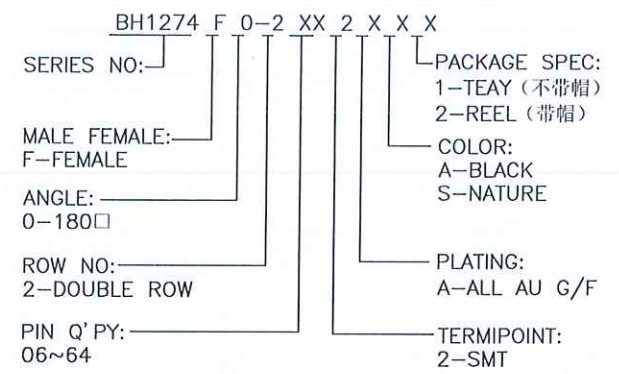 BH1274 F 0-2 XX 2 X X X
SERIES NO:
MALE FEMALE:
F-FEMALE
ANGLE:
0-180□
ROW NO:
2-DOUBLE ROW
PIN Q'PY:
06~64
PACKAGE SPEC:
1-TEAY(不带帽)
2-REEL(带帽)
COLOR:
A-BLACK
S-NATURE
PLATING:
A-ALL AU G/F
TERMIPOINT:
2-SMT